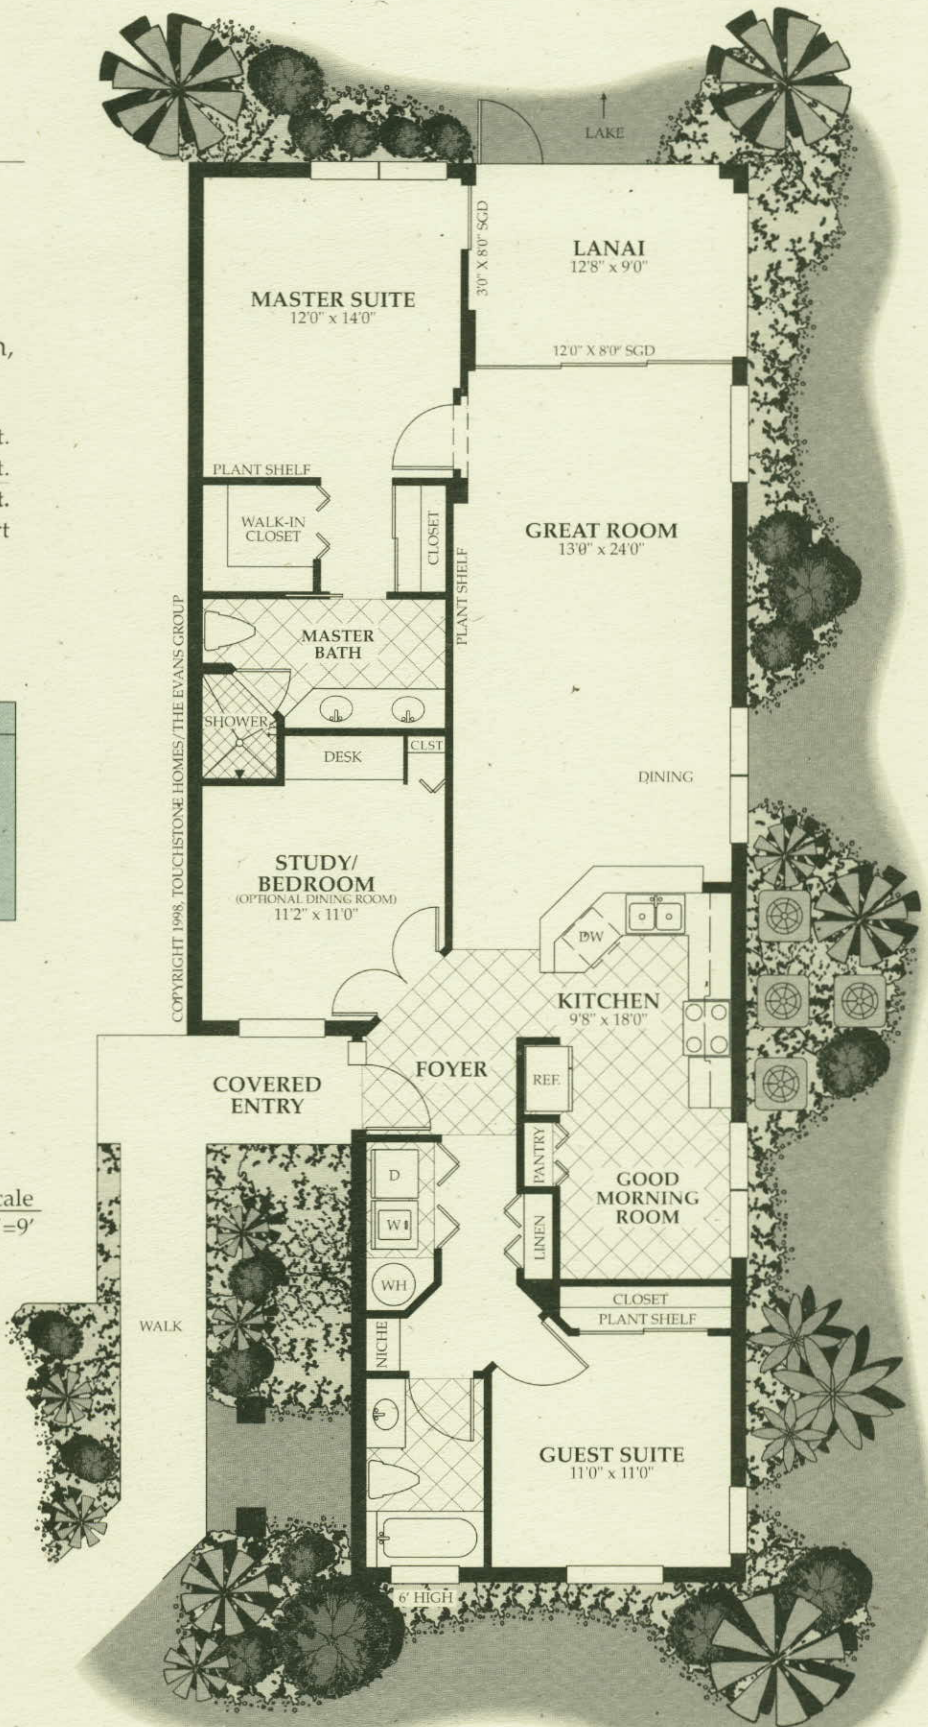 LAKE
LANAI
12'8" x 9'0"
3'0" X 8'0" SGD
MASTER SUITE
12'0" x 14'0"
12'0" X 8'0" SGD
PLANT SHELF
WALK-IN
CLOSET
CLOSET
GREAT ROOM
13'0" x 24'0"
PLANT SHELF
MASTER
BATH
SHOWER
DESK
CLST
DINING
STUDY/
BEDROOM
(OPTIONAL DINING ROOM)
11'2" x 11'0"
COPYRIGHT 1998, TOUCHSTONE HOMES/THE EVANS GROUP
DW
KITCHEN
9'8" x 18'0"
FOYER
REF.
COVERED
ENTRY
PANTRY
D
GOOD
MORNING
ROOM
W
LINEN
WH
=9'
CLOSET
PLANT SHELF
WALK
NICHE
GUEST SUITE
11'0" x 11'0"
6' HIGH